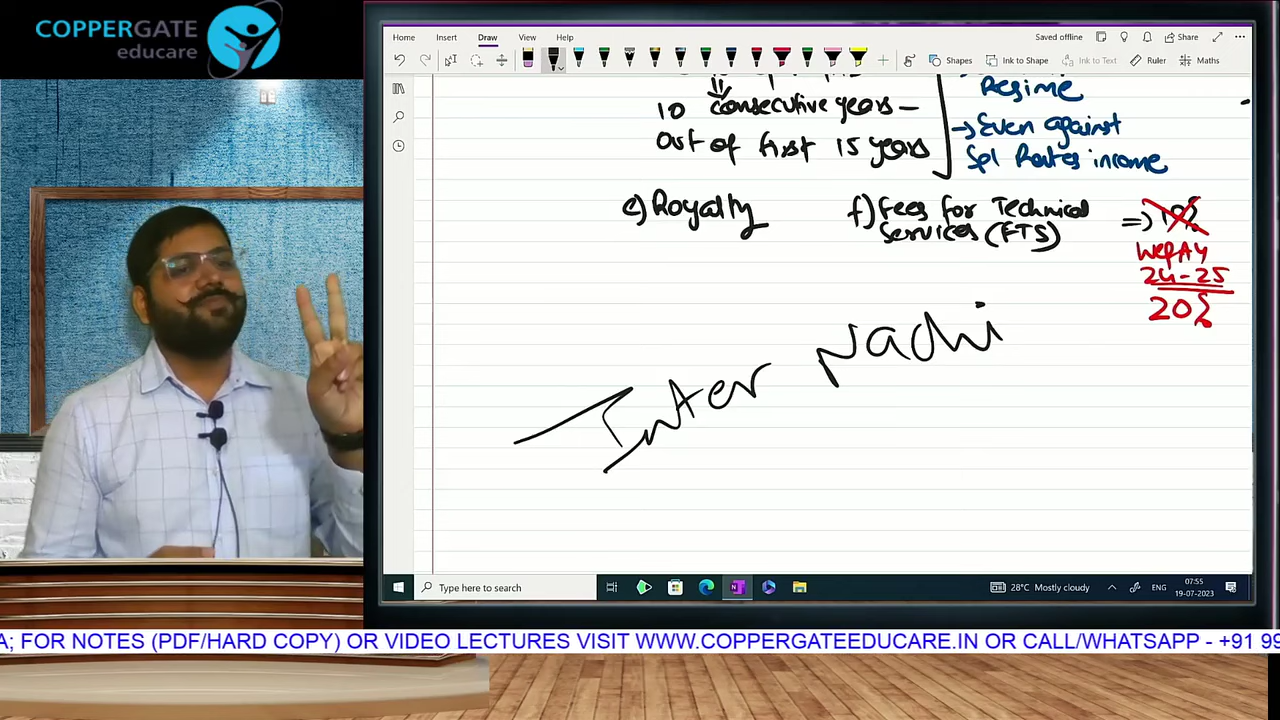 COPPERGATE
educare
Home Insert Draw View Help
Saved offline
Share
Shapes
Ink to Shape
Ink to Text
Ruler
Maths
10 consecutive years –
out of first 15 years
Regime
→ Even against
Spl Rates income
e) Royalty
f) Fees for Technical
Services (FTS)
=> 10%
WEF AY
24-25
20%
Inter Nadhi
Type here to search
28°C Mostly cloudy
ENG
07:55
19-07-2023
A; FOR NOTES (PDF/HARD COPY) OR VIDEO LECTURES VISIT WWW.COPPERGATEEDUCARE.IN OR CALL/WHATSAPP - +91 99